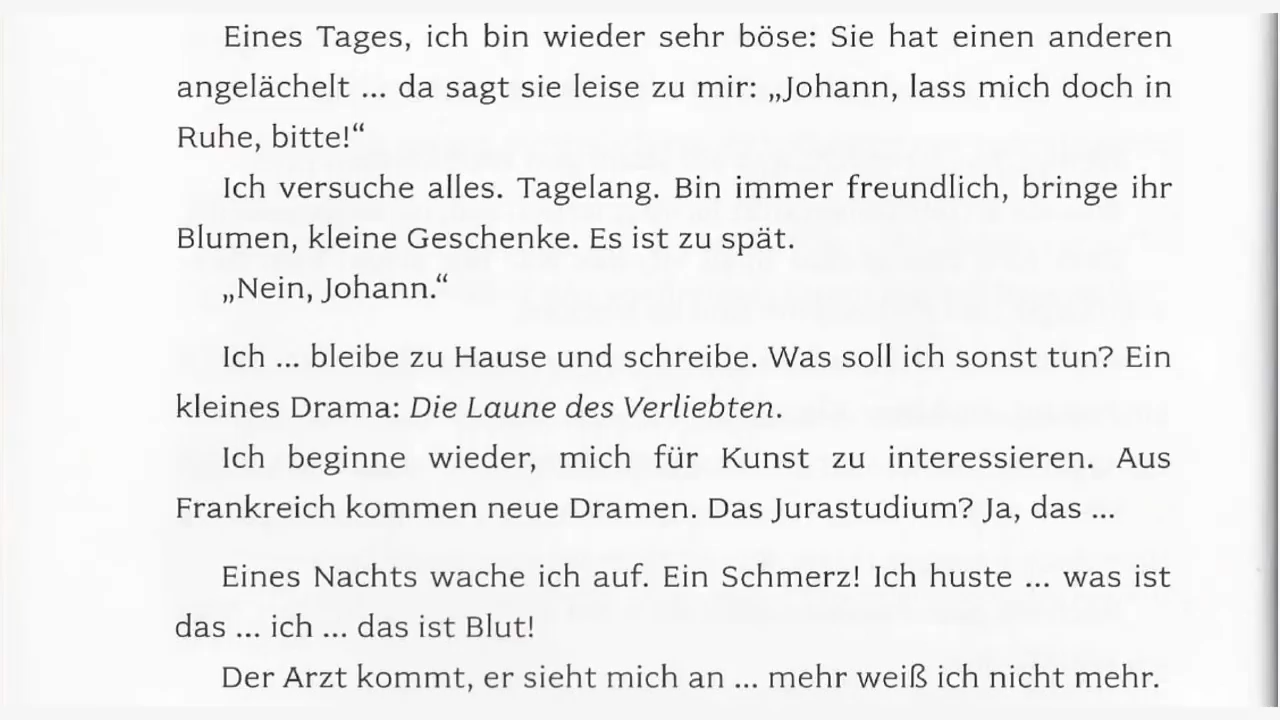 Eines Tages, ich bin wieder sehr böse: Sie hat einen anderen
angelächelt ... da sagt sie leise zu mir: „Johann, lass mich doch in
Ruhe, bitte!“
Ich versuche alles. Tagelang. Bin immer freundlich, bringe ihr
Blumen, kleine Geschenke. Es ist zu spät.
„Nein, Johann.“
Ich ... bleibe zu Hause und schreibe. Was soll ich sonst tun? Ein
kleines Drama: Die Laune des Verliebten.
Ich beginne wieder, mich für Kunst zu interessieren. Aus
Frankreich kommen neue Dramen. Das Jurastudium? Ja, das ...
Eines Nachts wache ich auf. Ein Schmerz! Ich huste ... was ist
das ... ich ... das ist Blut!
Der Arzt kommt, er sieht mich an ... mehr weiß ich nicht mehr.